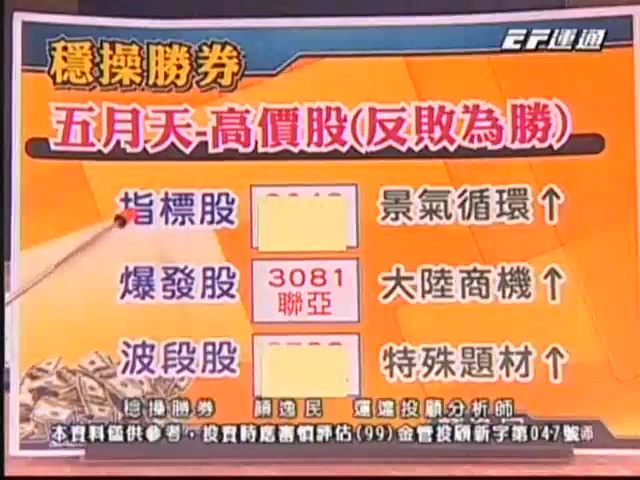 穩操勝券
EF運通
五月天-高價股(反敗為勝)
指標股 景氣循環↑
爆發股 3081 聯亞 大陸商機↑
波段股 特殊題材↑
穩操勝券 顏逸民 運通投顧分析師
本資料僅供參考，投資時應審慎評估(99)金管投顧新字第047號